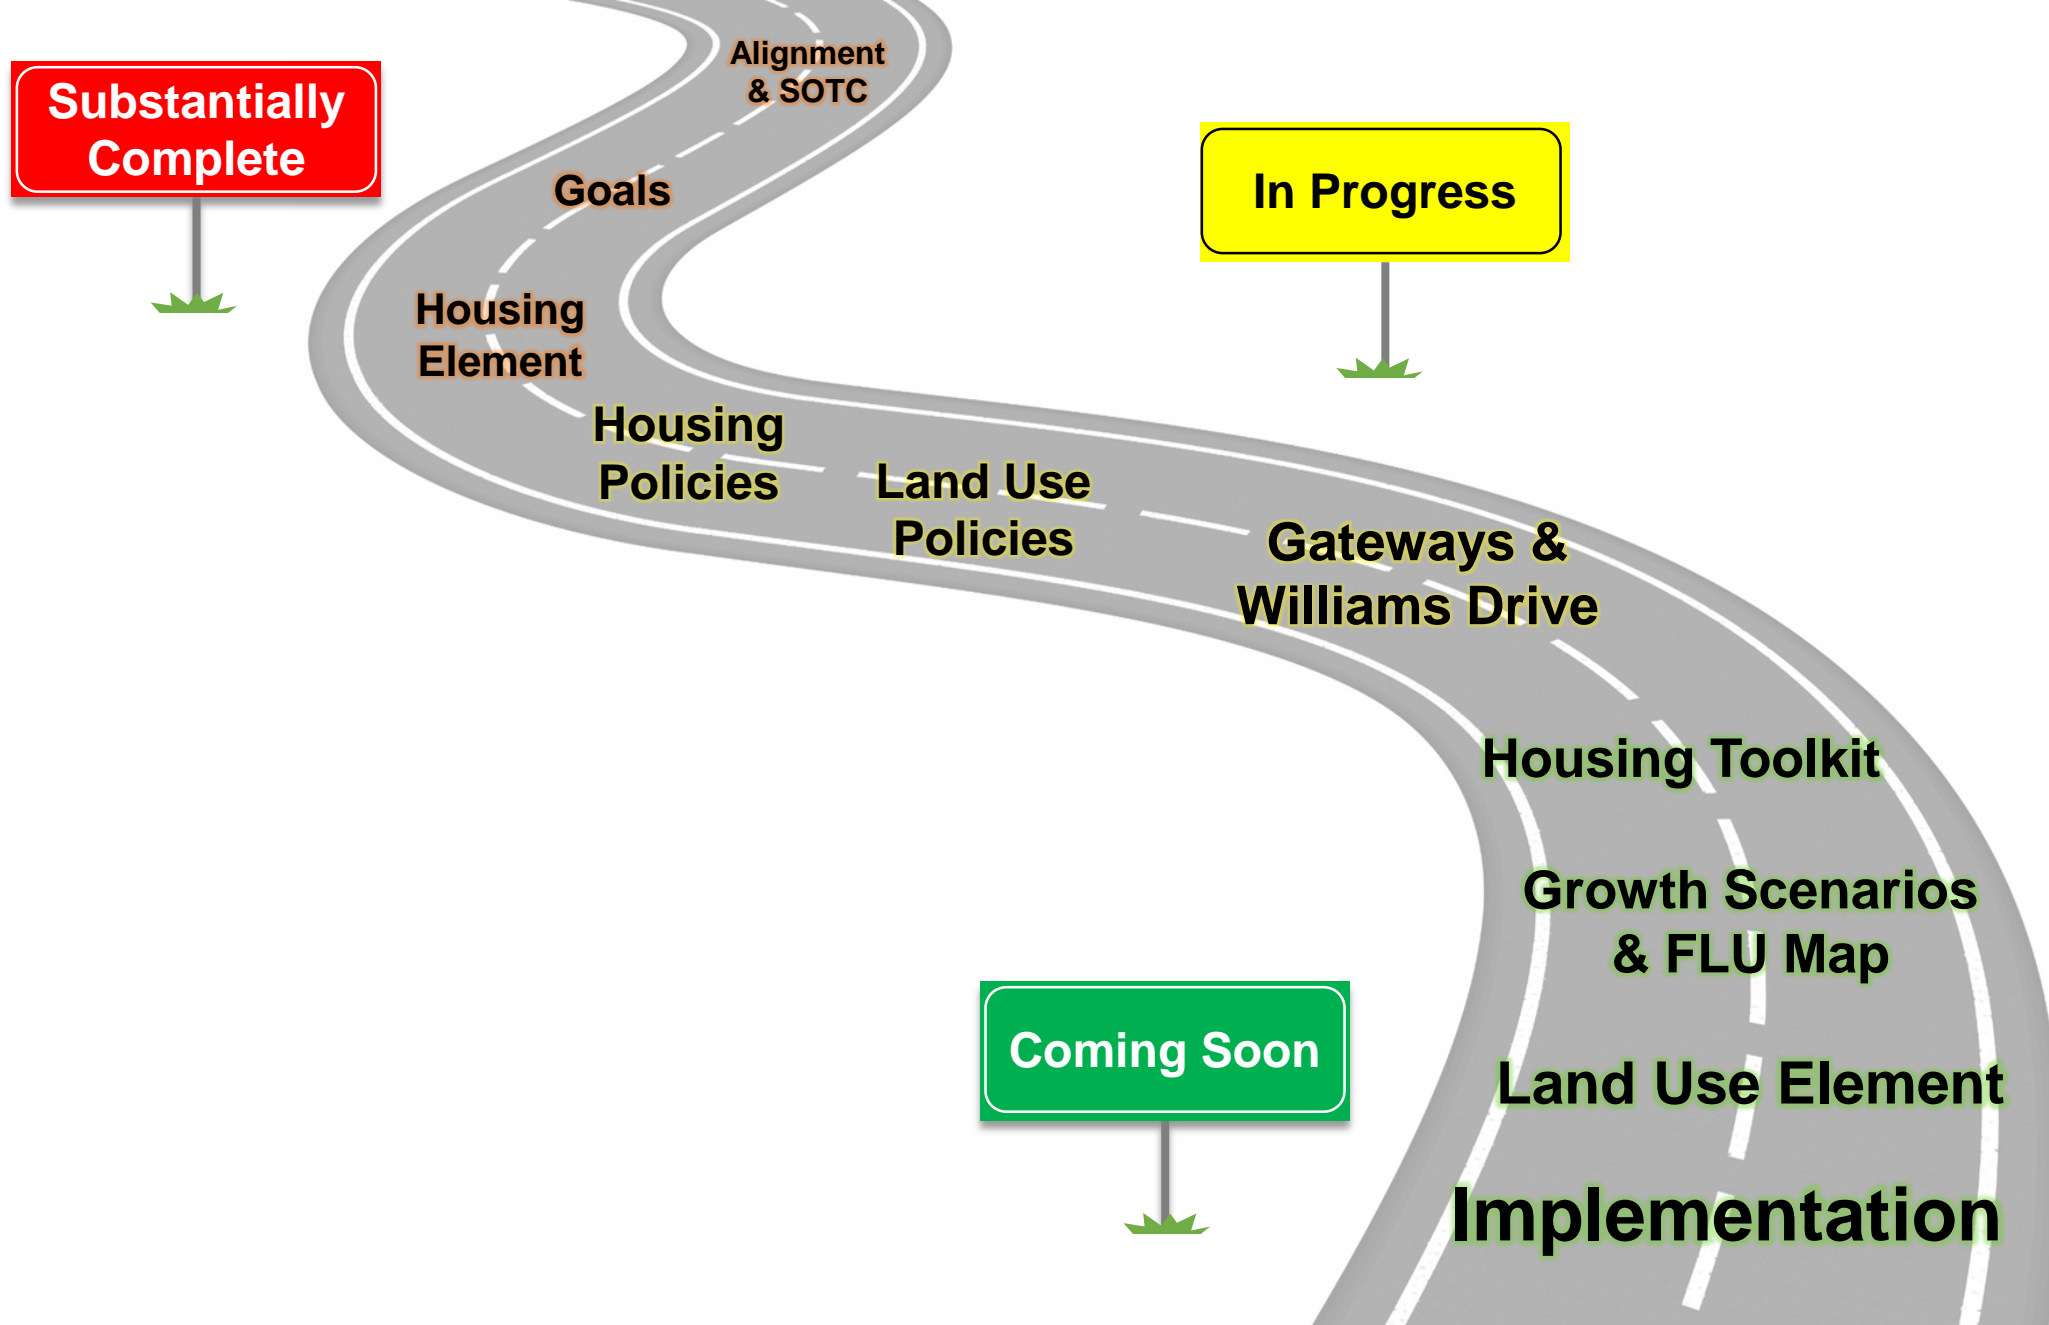 Alignment
& SOTC
Substantially
Complete
In Progress
Goals
Housing
Element
Housing
Policies
Land Use
Policies
Gateways &
Williams Drive
Housing Toolkit
Growth Scenarios
& FLU Map
Coming Soon
Land Use Element
Implementation